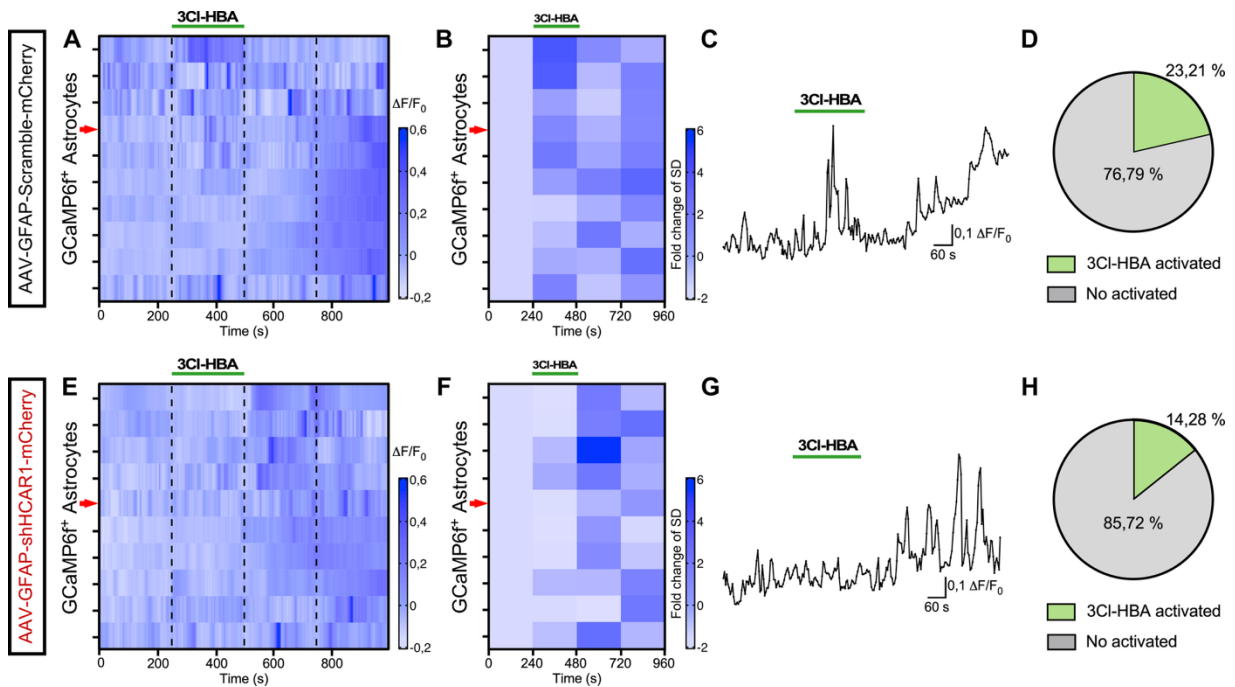 AAV-GFAP-Scramble-mCherry
A
3Cl-HBA
GCaMP6f⁺ Astrocytes
0
200
400
600
800
Time (s)
ΔF/F₀
0,6
0,4
0,2
0
-0,2
B
3Cl-HBA
GCaMP6f⁺ Astrocytes
0
240
480
720
960
Time (s)
Fold change of SD
6
4
2
0
-2
C
3Cl-HBA
0,1 ΔF/F₀
60 s
D
23,21 %
76,79 %
3Cl-HBA activated
No activated
AAV-GFAP-shHCAR1-mCherry
E
3Cl-HBA
GCaMP6f⁺ Astrocytes
0
200
400
600
800
Time (s)
ΔF/F₀
0,6
0,4
0,2
0
-0,2
F
3Cl-HBA
GCaMP6f⁺ Astrocytes
0
240
480
720
960
Time (s)
Fold change of SD
6
4
2
0
-2
G
3Cl-HBA
0,1 ΔF/F₀
60 s
H
14,28 %
85,72 %
3Cl-HBA activated
No activated